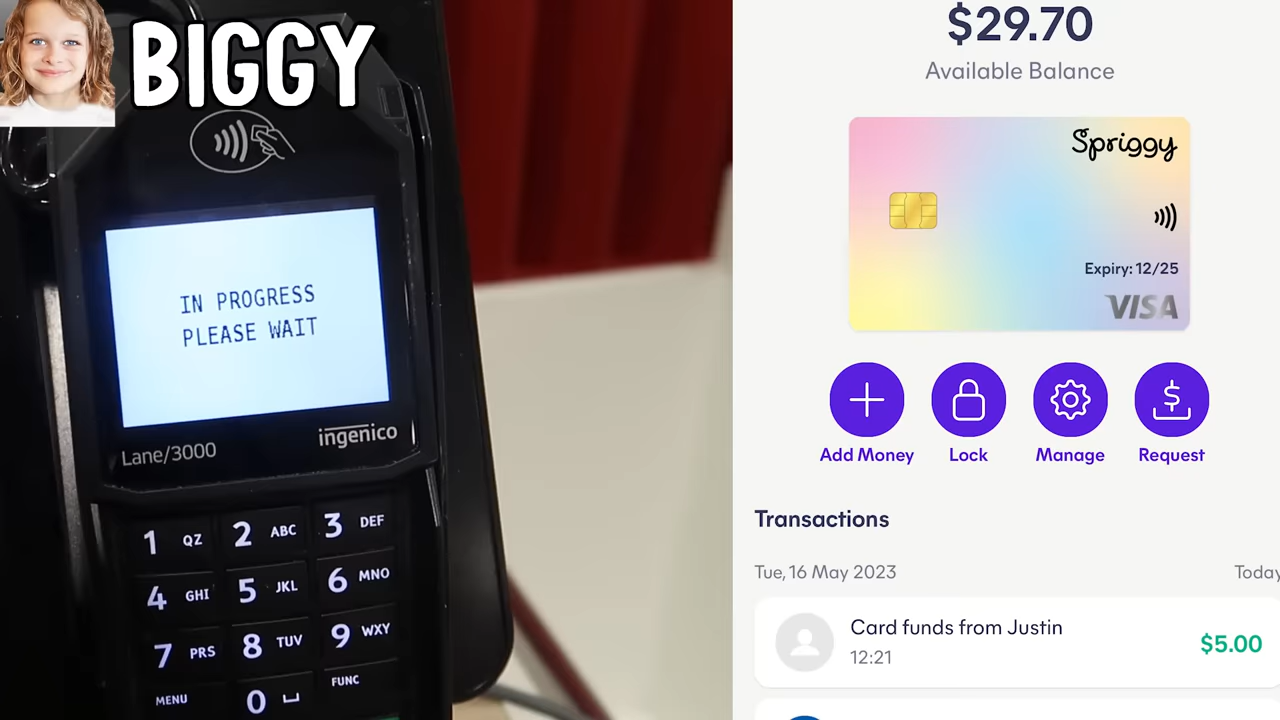 BIGGY
IN PROGRESS
PLEASE WAIT
Lane/3000
ingenico
1 QZ 2 ABC 3 DEF
4 GHI 5 JKL 6 MNO
7 PRS 8 TUV 9 WXY
MENU 0 FUNC
$29.70
Available Balance
Spriggy
Expiry: 12/25
VISA
Add Money Lock Manage Request
Transactions
Tue, 16 May 2023 Today
Card funds from Justin
12:21
$5.00